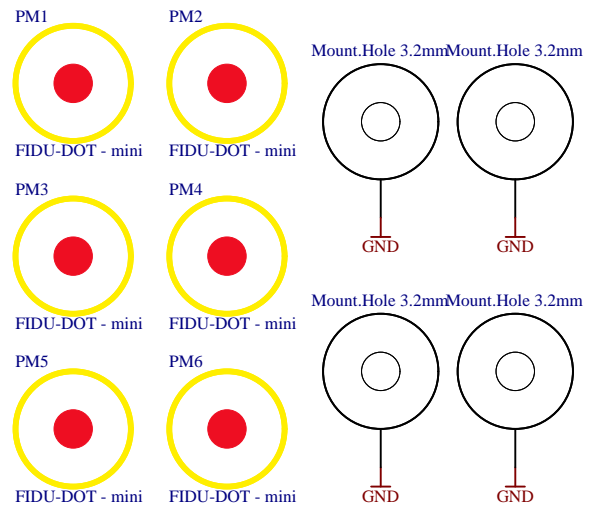 PM1
PM2
FIDU-DOT - mini
FIDU-DOT - mini
Mount.Hole 3.2mm
Mount.Hole 3.2mm
GND
GND
PM3
PM4
FIDU-DOT - mini
FIDU-DOT - mini
Mount.Hole 3.2mm
Mount.Hole 3.2mm
GND
GND
PM5
PM6
FIDU-DOT - mini
FIDU-DOT - mini